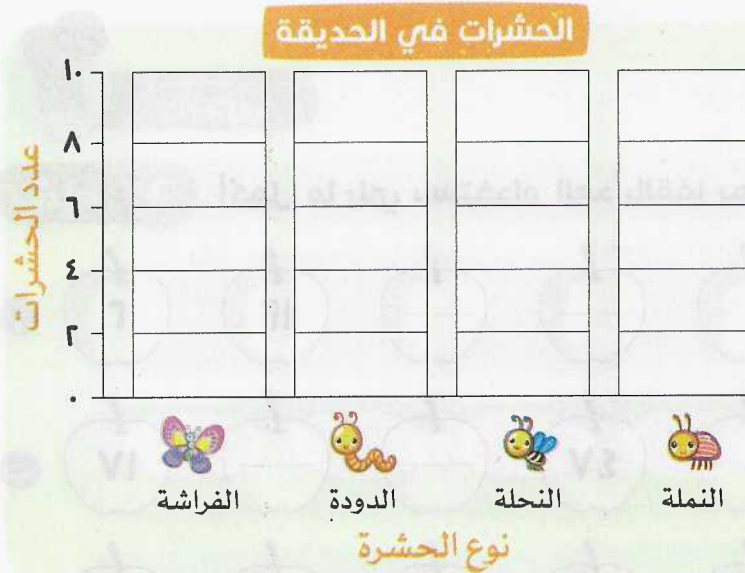 الحشرات في الحديقة
عدد الحشرات
١٠
٨
٦
٤
٢
٠
الفراشة الدودة النحلة النملة
نوع الحشرة